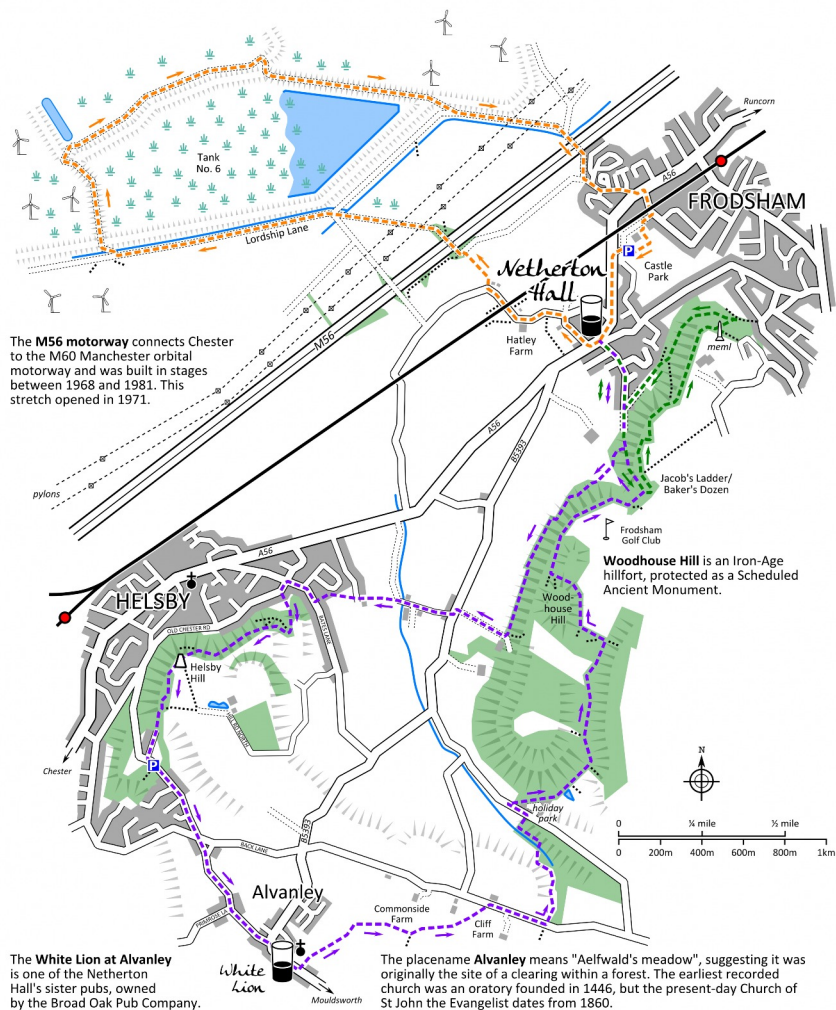 Runcorn
A56
FRODSHAM
Tank
No. 6
Lordship Lane
P
Castle
Park
Netherton
Hall
Hatley
Farm
meml
M56
The M56 motorway connects Chester
to the M60 Manchester orbital
motorway and was built in stages
between 1968 and 1981. This
stretch opened in 1971.
A56
B5393
pylons
Jacob's Ladder/
Baker's Dozen
Frodsham
Golf Club
A56
Woodhouse Hill is an Iron-Age
hillfort, protected as a Scheduled
Ancient Monument.
HELSBY
Wood-
house
Hill
OLD CHESTER RD
BATES LANE
Helsby
Hill
HILL RD NORTH
Chester
P
N
holiday
park
0 ¼ mile ½ mile
0 200m 400m 600m 800m 1km
B5393
BACK LANE
Alvanley
Commonside
Farm
Cliff
Farm
PRIMROSE LA
White
Lion
Mouldsworth
The White Lion at Alvanley
is one of the Netherton
Hall's sister pubs, owned
by the Broad Oak Pub Company.
The placename Alvanley means "Aelfwald's meadow", suggesting it was
originally the site of a clearing within a forest. The earliest recorded
church was an oratory founded in 1446, but the present-day Church of
St John the Evangelist dates from 1860.